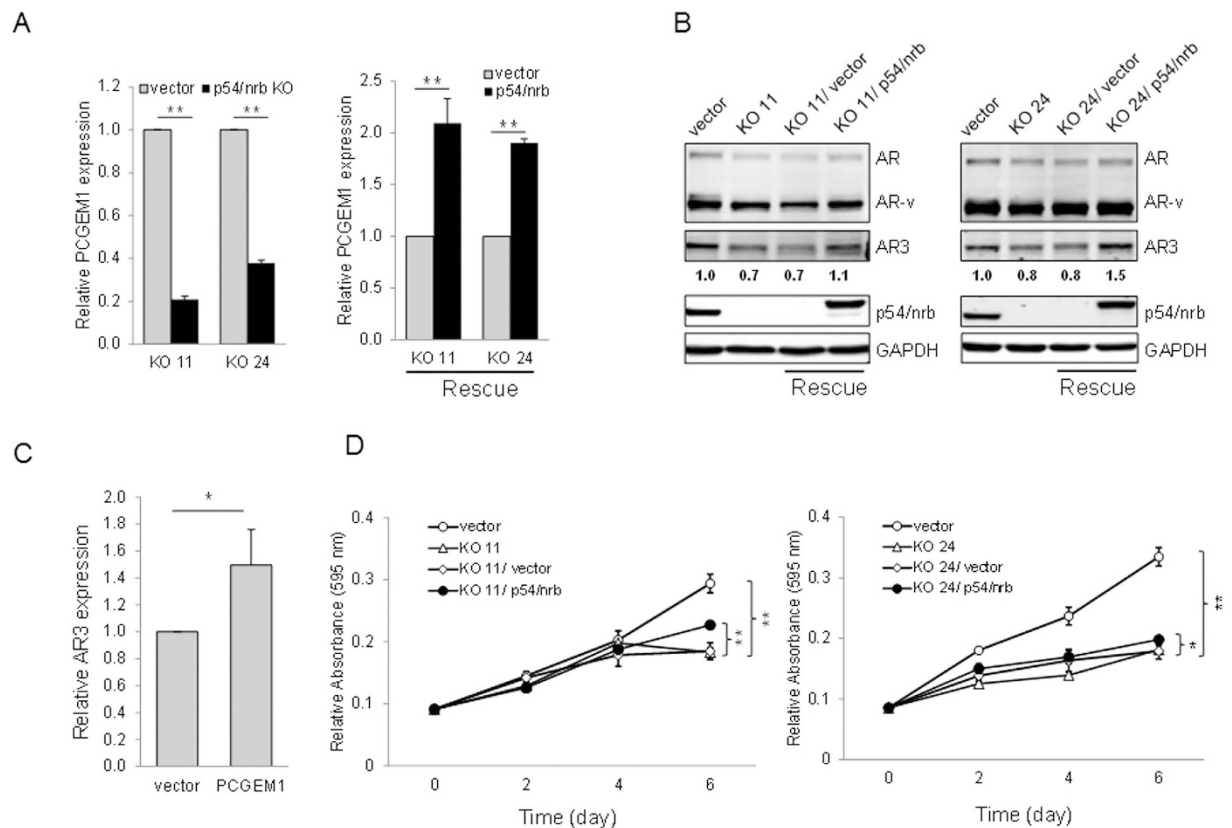 A
vector p54/nrb KO
Relative PCGEM1 expression
1.2
1.0
0.8
0.6
0.4
0.2
0.0
**
**
KO 11 KO 24
vector
p54/nrb
Relative PCGEM1 expression
2.5
2.0
1.5
1.0
0.5
0.0
**
**
KO 11 KO 24
Rescue
B
vector KO 11 KO 11/ vector KO 11/ p54/nrb
AR
AR-v
AR3
1.0 0.7 0.7 1.1
p54/nrb
GAPDH
Rescue
vector KO 24 KO 24/ vector KO 24/ p54/nrb
AR
AR-v
AR3
1.0 0.8 0.8 1.5
p54/nrb
GAPDH
Rescue
C
Relative AR3 expression
2.0
1.8
1.6
1.4
1.2
1.0
0.8
0.6
0.4
0.2
0.0
*
vector PCGEM1
D
Relative Absorbance (595 nm)
0.4
0.3
0.2
0.1
0
vector
KO 11
KO 11/ vector
KO 11/ p54/nrb
**
**
0 2 4 6
Time (day)
Relative Absorbance (595 nm)
0.4
0.3
0.2
0.1
0
vector
KO 24
KO 24/ vector
KO 24/ p54/nrb
*
**
0 2 4 6
Time (day)